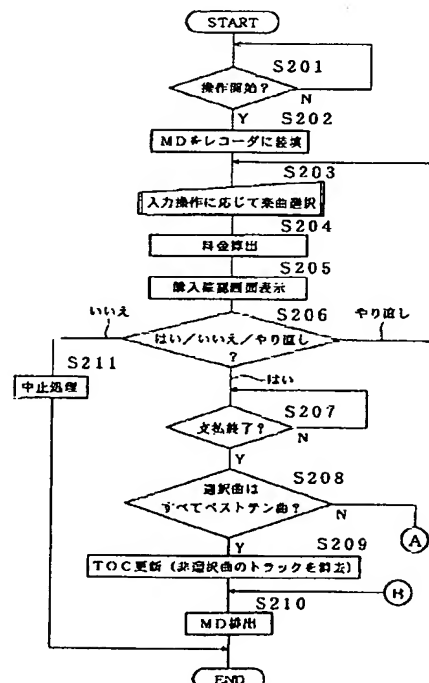 START
S201
操作開始?
N
Y
S202
MDをレコーダに装填
S203
入力操作に応じて楽曲選択
S204
料金算出
S205
購入確認画面表示
S206
いいえ
やり直し
はい/いいえ/やり直し
?
S211
中止処理
はい
S207
支払終了?
N
Y
S208
選択曲は
すべてベストテン曲?
N
A
Y
S209
TOC更新(非選択曲のトラックを消去)
B
S210
MD排出
END